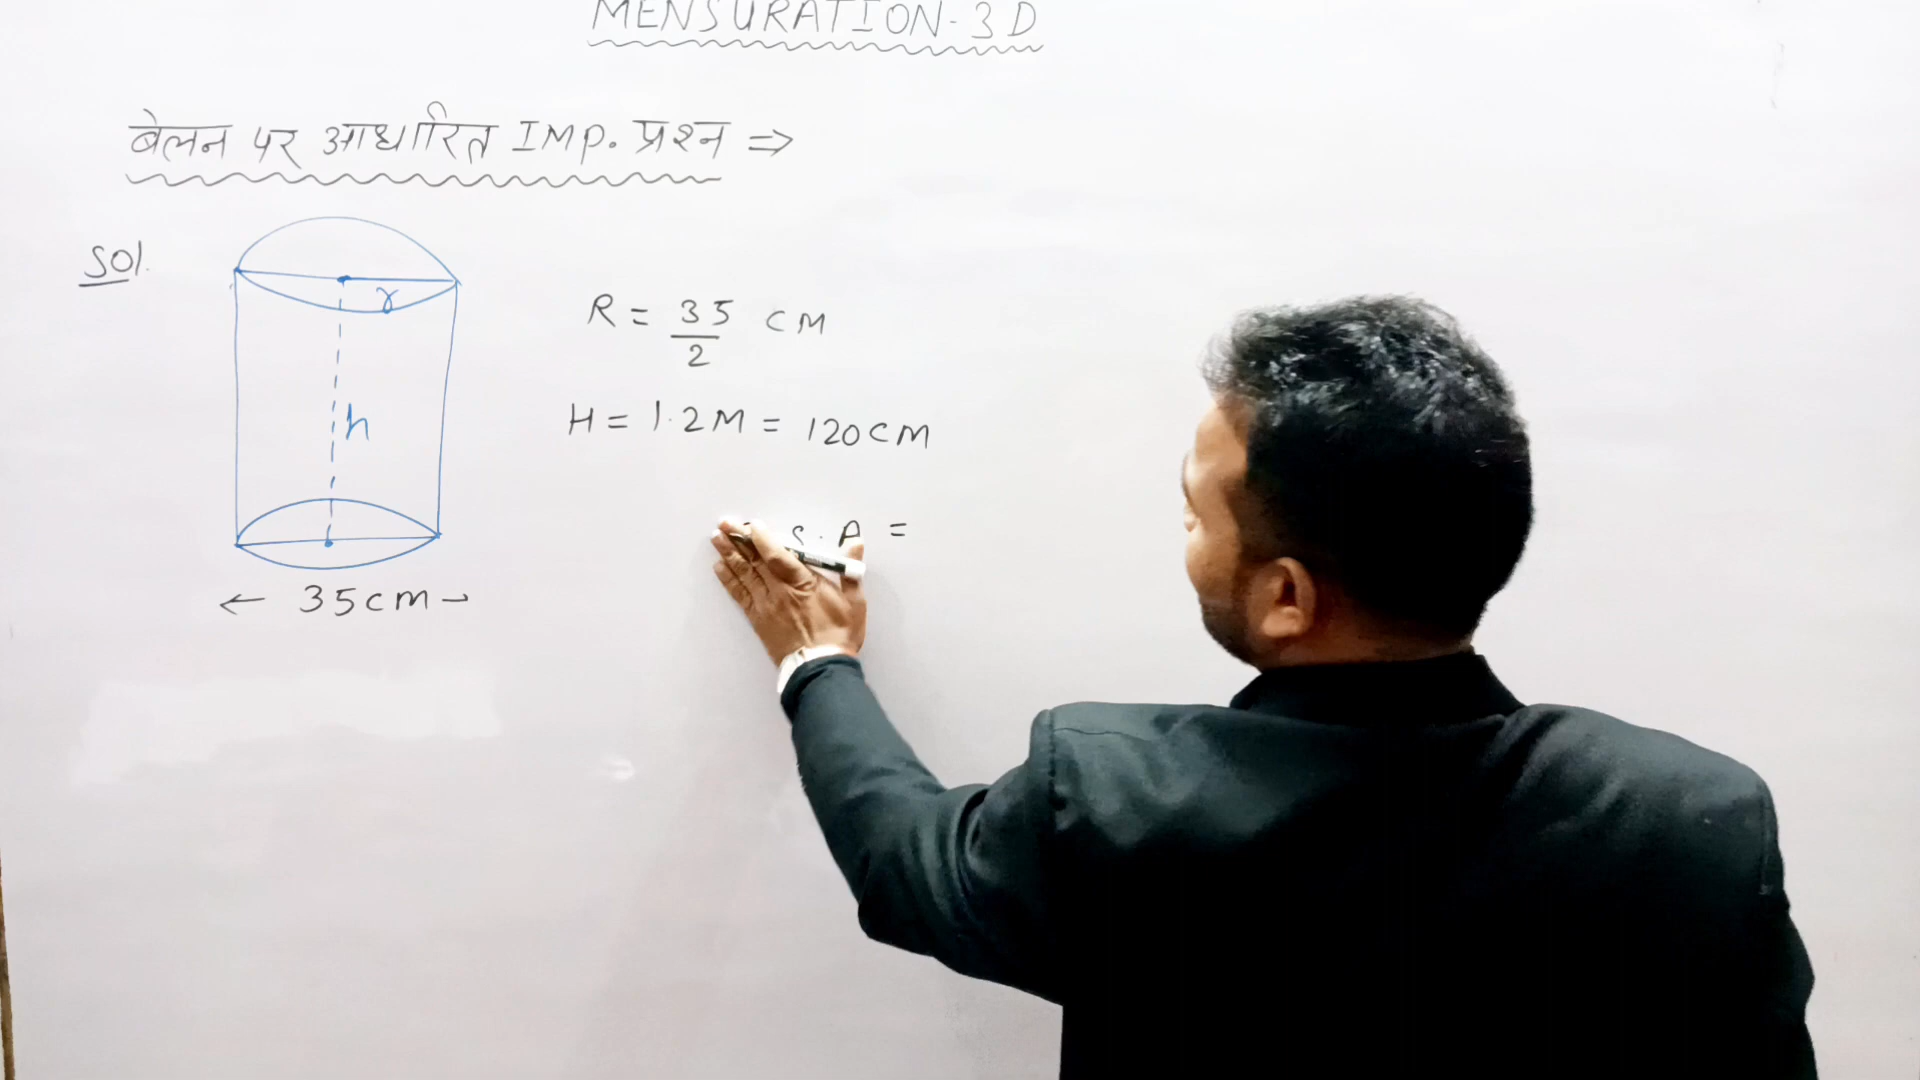 MENSURATION-3D
बेलन पर आधारित IMP. प्रश्न ⇒
Sol.
r
h
← 35cm →
R = 35/2 CM
H = 1.2M = 120CM
S.A =